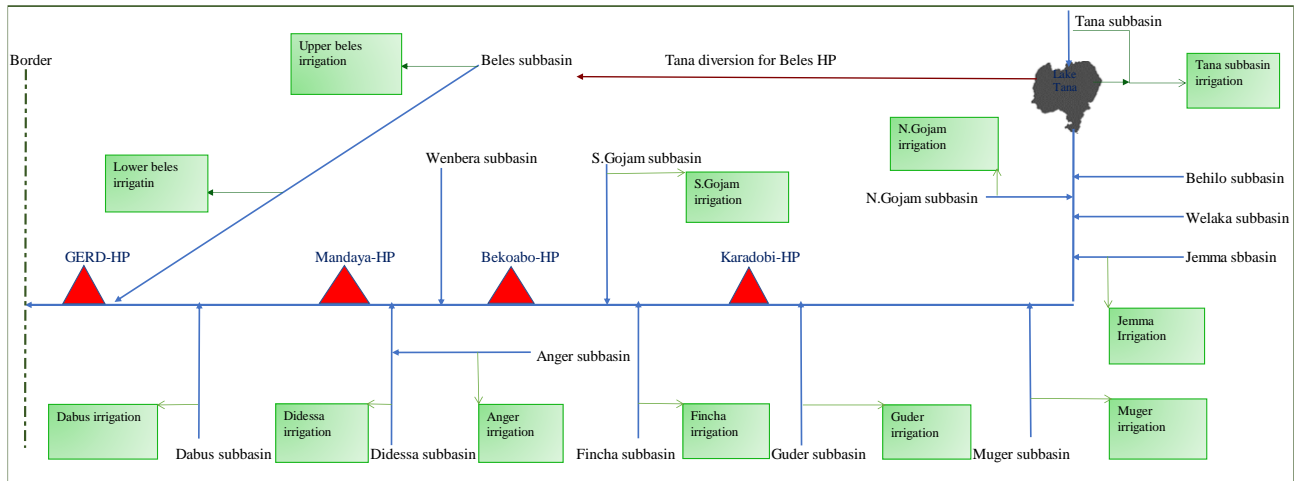 Tana subbasin
Border
Upper beles
irrigation
Beles subbasin
Tana diversion for Beles HP
Lake
Tana
Tana subbasin
irrigation
N.Gojam
irrigation
Lower beles
irrigatin
Wenbera subbasin
S.Gojam subbasin
S.Gojam
irrigation
Behilo subbasin
N.Gojam subbasin
Welaka subbasin
GERD-HP
Mandaya-HP
Bekoabo-HP
Karadobi-HP
Jemma sbbasin
Jemma
Irrigation
Anger subbasin
Dabus irrigation
Didessa
irrigation
Anger
irrigation
Fincha
irrigation
Guder
irrigation
Muger
irrigation
Dabus subbasin
Didessa subbasin
Fincha subbasin
Guder subbasin
Muger subbasin